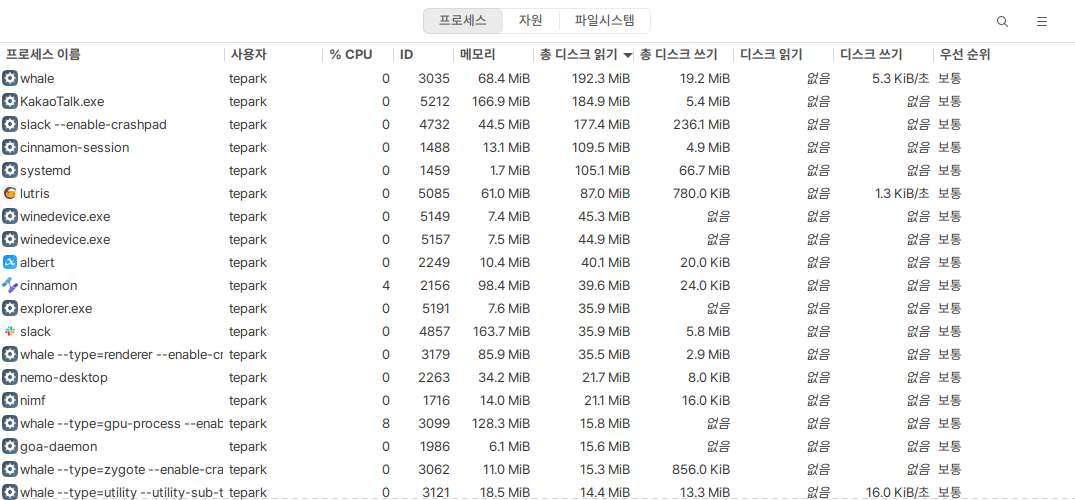 프로세스 자원 파일시스템
프로세스 이름 사용자 % CPU ID 메모리 총 디스크 읽기 총 디스크 쓰기 디스크 읽기 디스크 쓰기 우선 순위
whale tepark 0 3035 68.4 MiB 192.3 MiB 19.2 MiB 없음 5.3 KiB/초 보통
KakaoTalk.exe tepark 0 5212 166.9 MiB 184.9 MiB 5.4 MiB 없음 없음 보통
slack --enable-crashpad tepark 0 4732 44.5 MiB 177.4 MiB 236.1 MiB 없음 없음 보통
cinnamon-session tepark 0 1488 13.1 MiB 109.5 MiB 4.9 MiB 없음 없음 보통
systemd tepark 0 1459 1.7 MiB 105.1 MiB 66.7 MiB 없음 없음 보통
lutris tepark 0 5085 61.0 MiB 87.0 MiB 780.0 KiB 없음 1.3 KiB/초 보통
winedevice.exe tepark 0 5149 7.4 MiB 45.3 MiB 없음 없음 없음 보통
winedevice.exe tepark 0 5157 7.5 MiB 44.9 MiB 없음 없음 없음 보통
albert tepark 0 2249 10.4 MiB 40.1 MiB 20.0 KiB 없음 없음 보통
cinnamon tepark 4 2156 98.4 MiB 39.6 MiB 24.0 KiB 없음 없음 보통
explorer.exe tepark 0 5191 7.6 MiB 35.9 MiB 없음 없음 없음 보통
slack tepark 0 4857 163.7 MiB 35.9 MiB 5.8 MiB 없음 없음 보통
whale --type=renderer --enable-cr tepark 0 3179 85.9 MiB 35.5 MiB 2.9 MiB 없음 없음 보통
nemo-desktop tepark 0 2263 34.2 MiB 21.7 MiB 8.0 KiB 없음 없음 보통
nimf tepark 0 1716 14.0 MiB 21.1 MiB 16.0 KiB 없음 없음 보통
whale --type=gpu-process --enab tepark 8 3099 128.3 MiB 15.8 MiB 없음 없음 없음 보통
goa-daemon tepark 0 1986 6.1 MiB 15.6 MiB 없음 없음 없음 보통
whale --type=zygote --enable-cra tepark 0 3062 11.0 MiB 15.3 MiB 856.0 KiB 없음 없음 보통
whale --type=utility --utility-sub-t tepark 0 3121 18.5 MiB 14.4 MiB 13.3 MiB 없음 16.0 KiB/초 보통